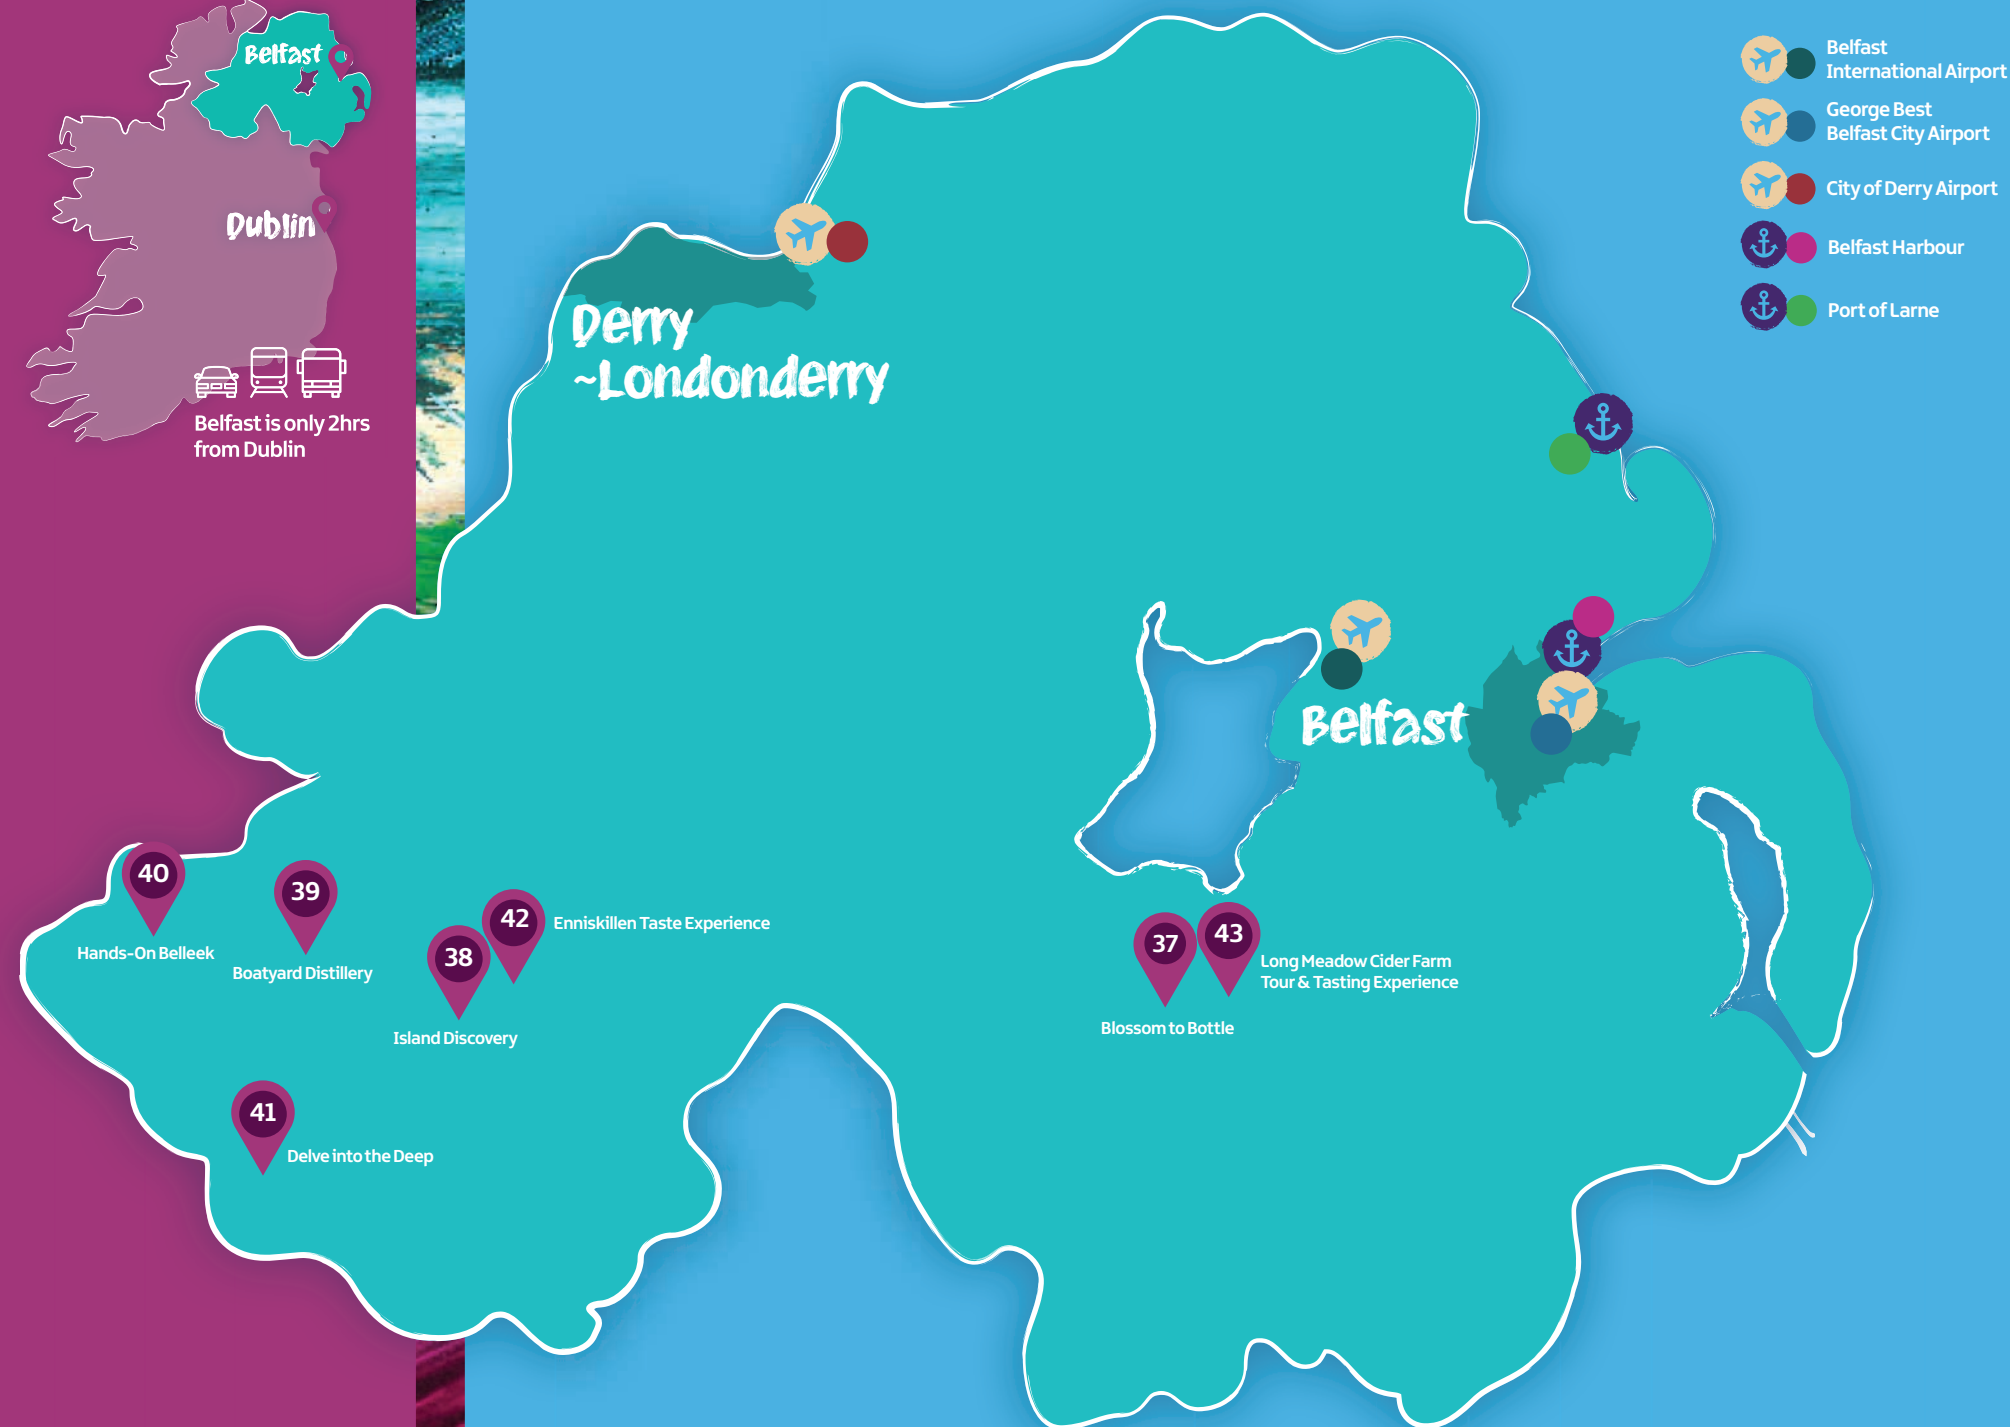 Belfast
Dublin
Belfast is only 2hrs
from Dublin
Belfast
International Airport
George Best
Belfast City Airport
City of Derry Airport
Belfast Harbour
Port of Larne
Derry
~Londonderry
Belfast
40
Hands-On Belleek
39
Boatyard Distillery
42
Enniskillen Taste Experience
38
Island Discovery
41
Delve into the Deep
37
Blossom to Bottle
43
Long Meadow Cider Farm
Tour & Tasting Experience